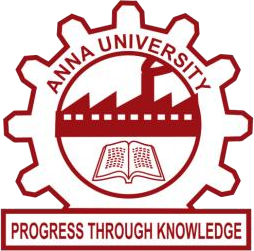 ANNA UNIVERSITY
PROGRESS THROUGH KNOWLEDGE